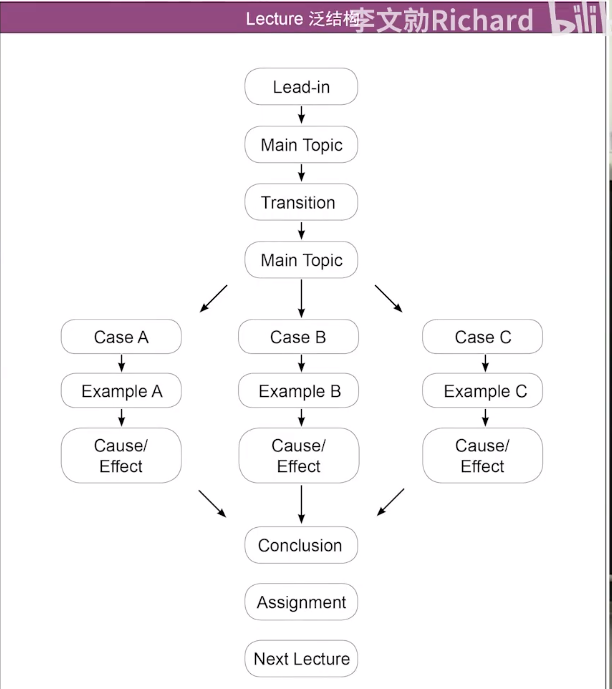 Lecture 泛结构
李文勍Richard
bili
Lead-in
Main Topic
Transition
Main Topic
Case A
Case B
Case C
Example A
Example B
Example C
Cause/
Effect
Cause/
Effect
Cause/
Effect
Conclusion
Assignment
Next Lecture